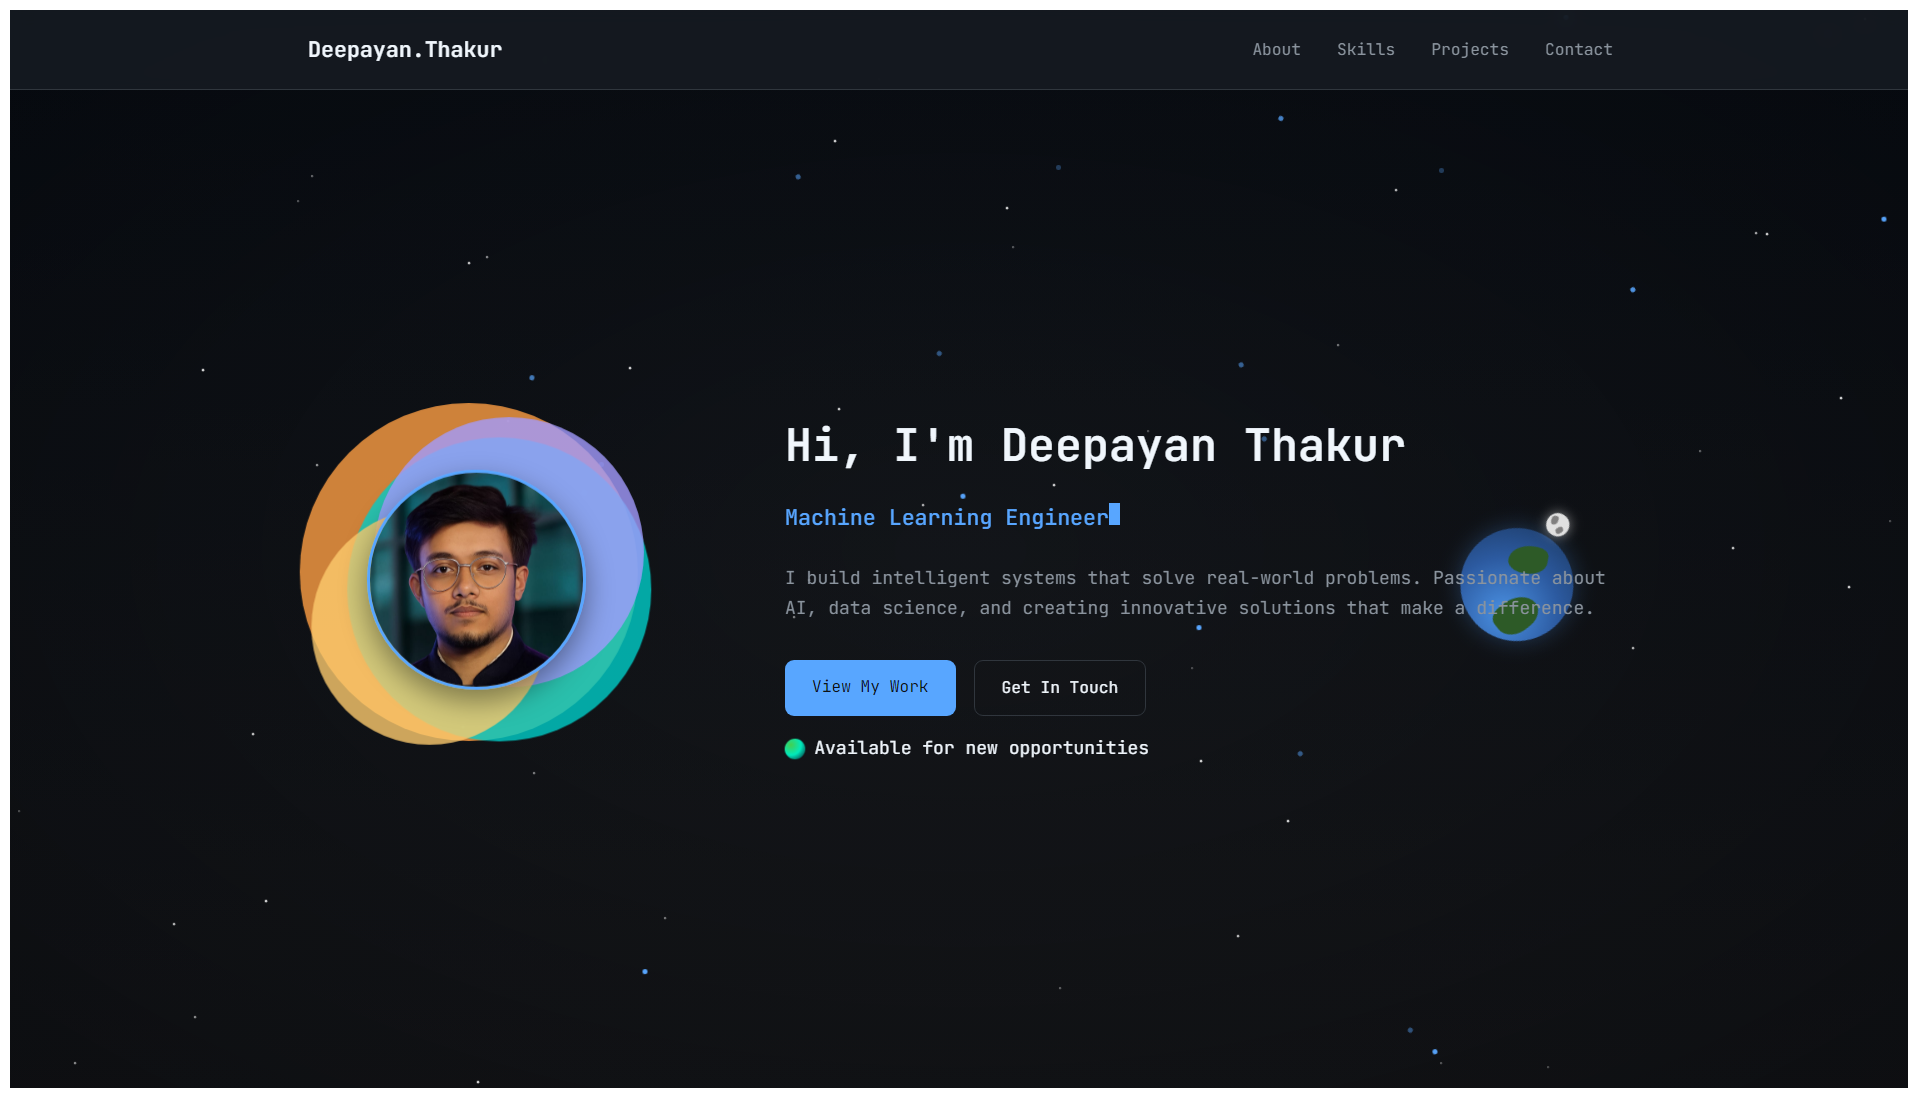 Deepayan.Thakur
About Skills Projects Contact
Hi, I'm Deepayan Thakur
Machine Learning Engineer
I build intelligent systems that solve real-world problems. Passionate about
AI, data science, and creating innovative solutions that make a difference.
View My Work
Get In Touch
Available for new opportunities